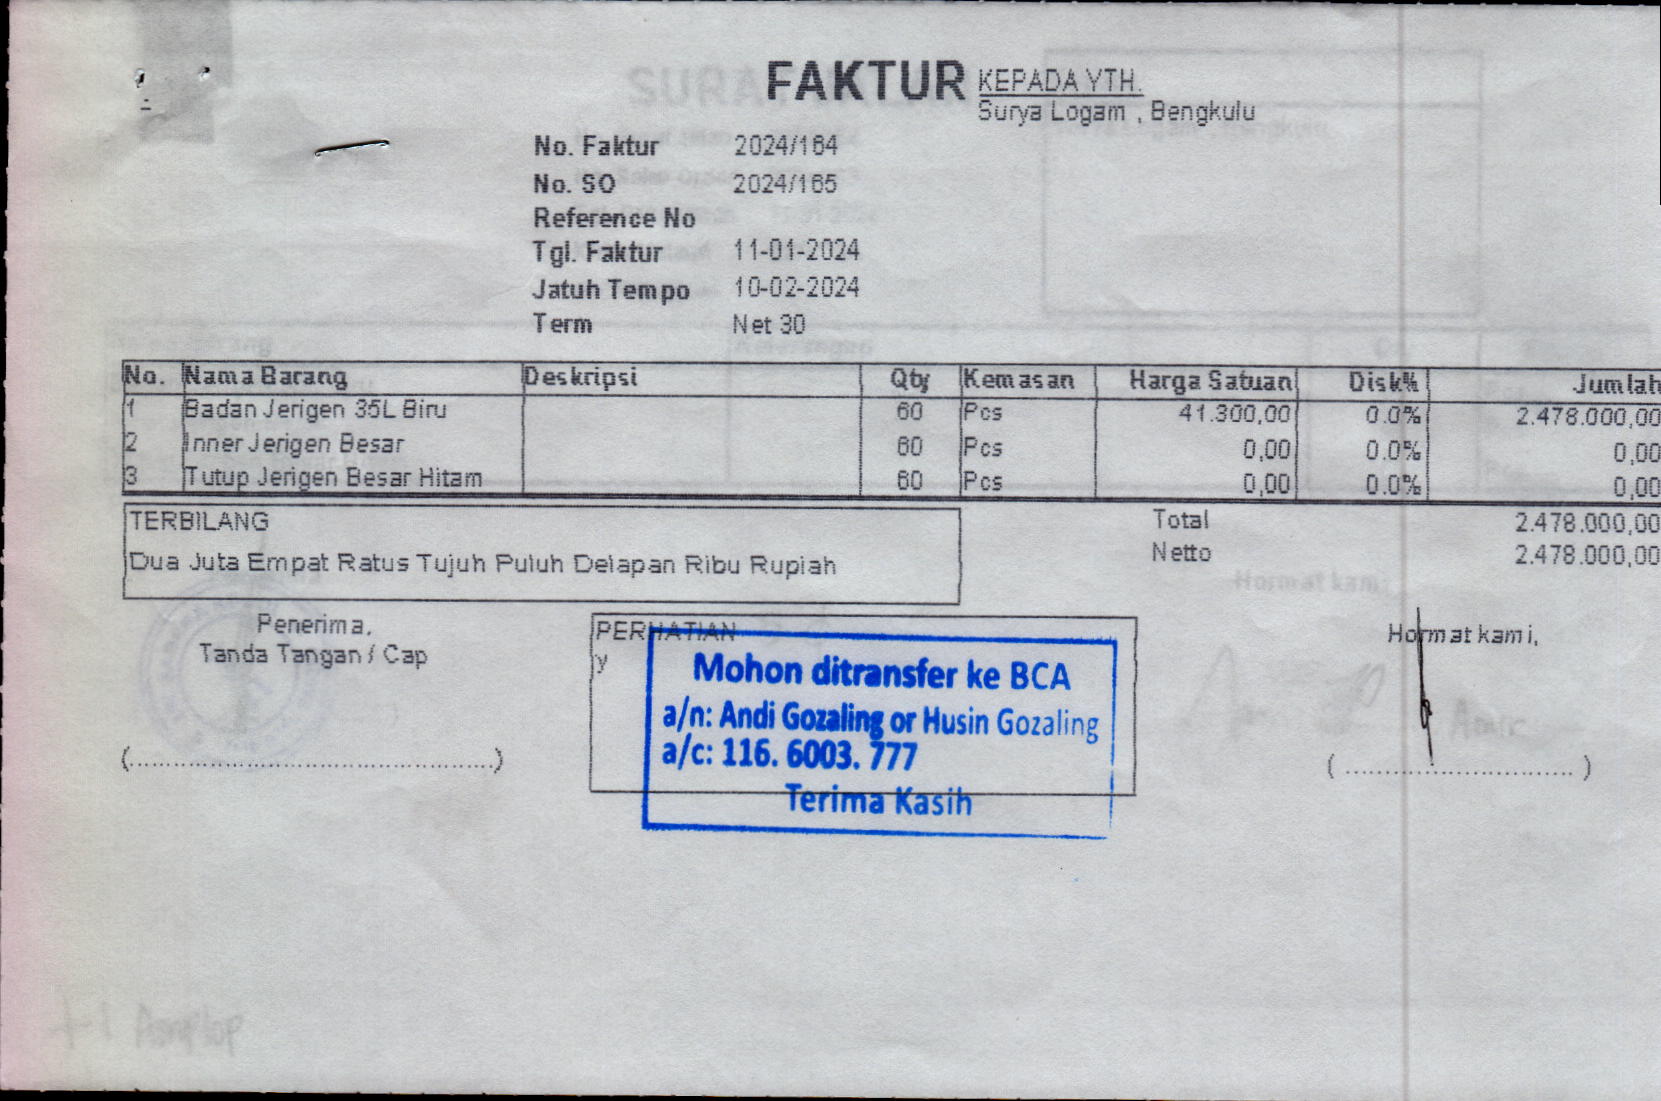 FAKTUR
KEPADA YTH.
Surya Logam , Bengkulu
No. Faktur 2024/164
No. SO 2024/165
Reference No
Tgl. Faktur 11-01-2024
Jatuh Tempo 10-02-2024
Term Net 30
No. Nama Barang Deskripsi Qty Kemasan Harga Satuan Disk% Jumlah
1 Badan Jerigen 35L Biru 60 Pcs 41.300,00 0.0% 2.478.000,00
2 Inner Jerigen Besar 60 Pcs 0,00 0.0% 0,00
3 Tutup Jerigen Besar Hitam 60 Pcs 0,00 0.0% 0,00
TERBILANG
Dua Juta Empat Ratus Tujuh Puluh Delapan Ribu Rupiah
Total 2.478.000,00
Netto 2.478.000,00
Penerima,
Tanda Tangan / Cap
(....................................................)
PERHATIAN
y
Mohon ditransfer ke BCA
a/n: Andi Gozaling or Husin Gozaling
a/c: 116. 6003. 777
Terima Kasih
Hormat kami,
( ................................ )
Amir
+1 Amplop